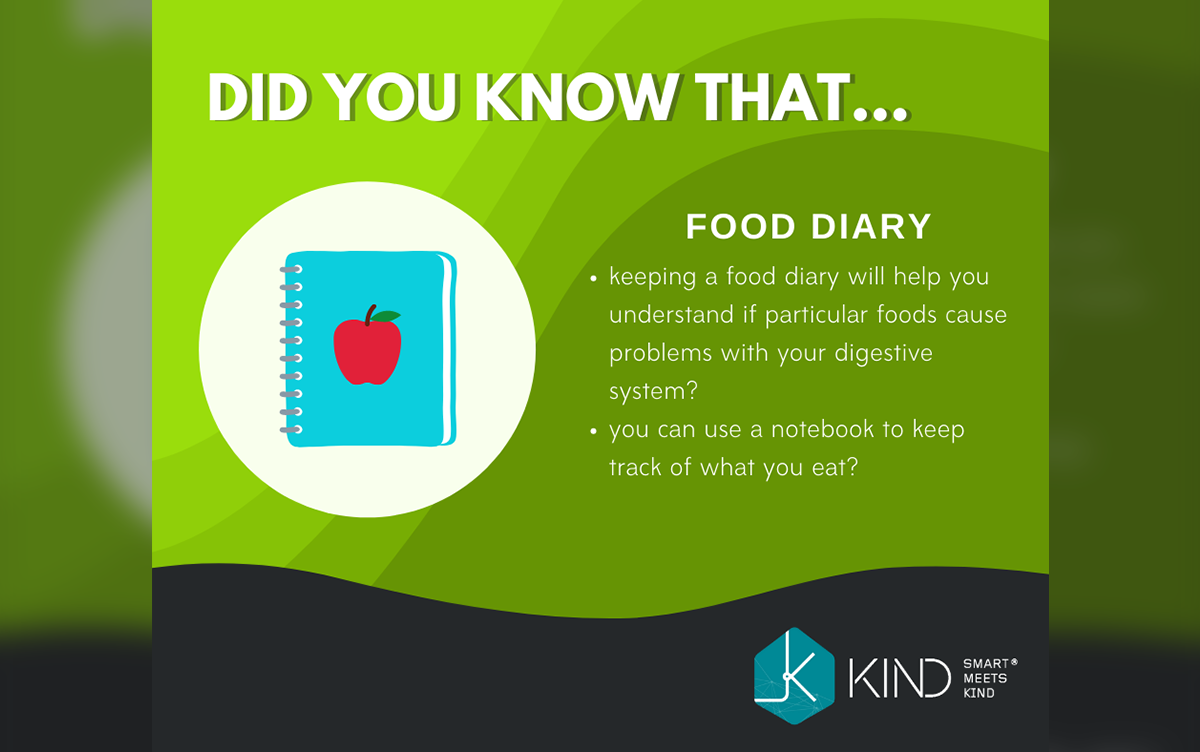 DID YOU KNOW THAT...
FOOD DIARY
• keeping a food diary will help you
understand if particular foods cause
problems with your digestive
system?
• you can use a notebook to keep
track of what you eat?
KIND
SMART®
MEETS
KIND